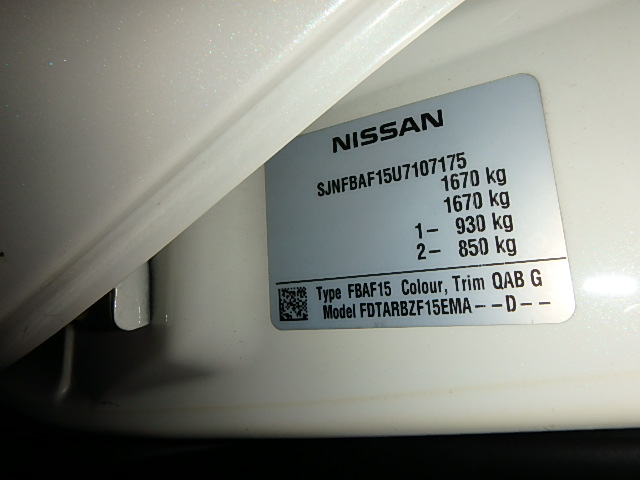 NISSAN
SJNFBAF15U7107175
1670 kg
1670 kg
1- 930 kg
2- 850 kg
Type FBAF15 Colour, Trim QAB G
Model FDTARBZF15EMA--D--